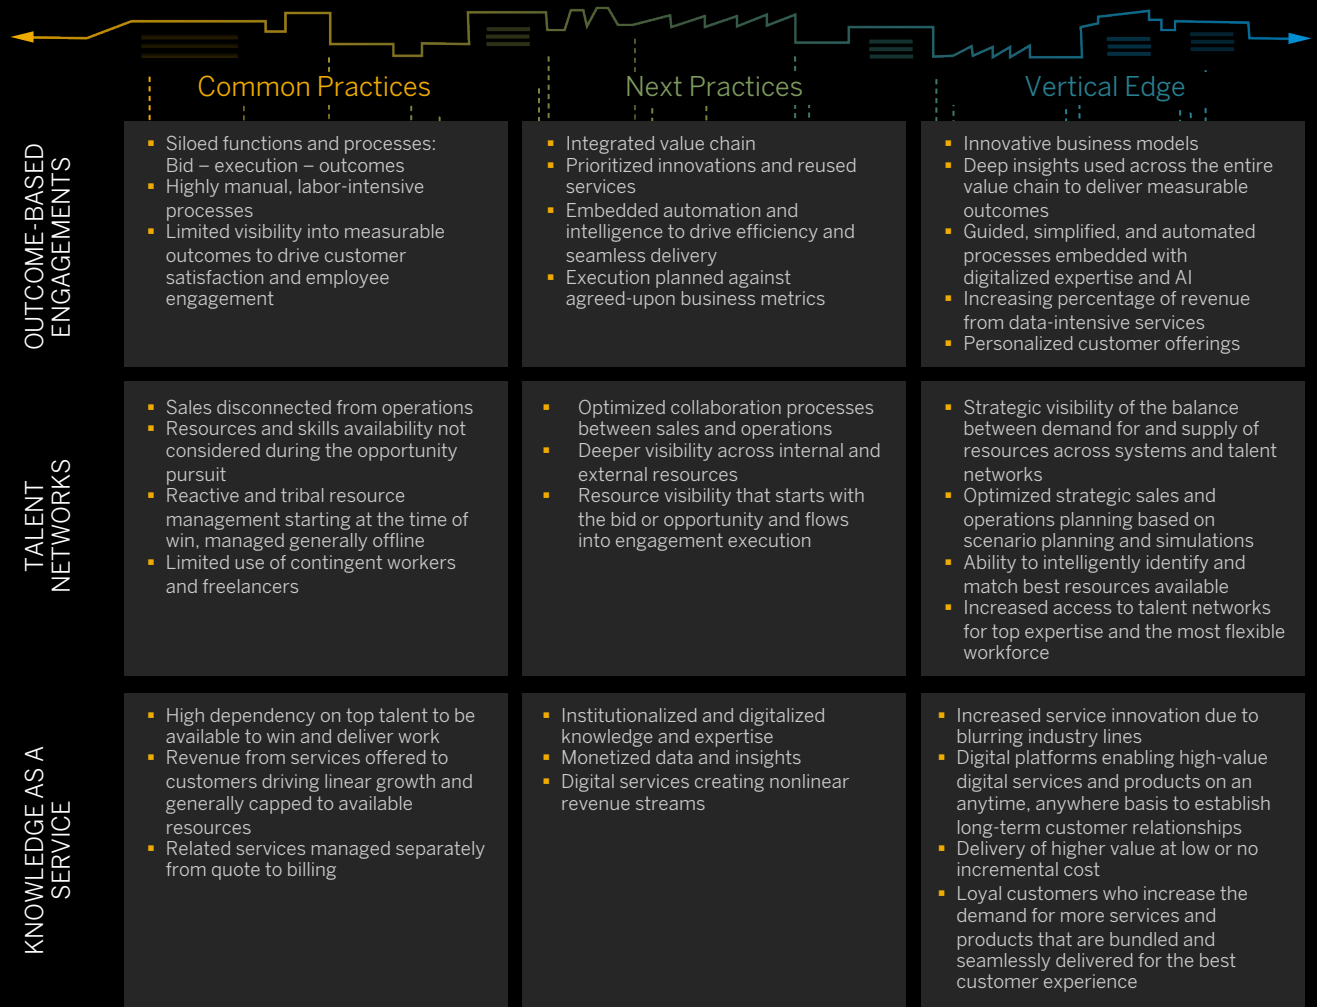 Common Practices
Next Practices
Vertical Edge
OUTCOME-BASED
ENGAGEMENTS
▪ Siloed functions and processes:
Bid – execution – outcomes
▪ Highly manual, labor-intensive
processes
▪ Limited visibility into measurable
outcomes to drive customer
satisfaction and employee
engagement
▪ Integrated value chain
▪ Prioritized innovations and reused
services
▪ Embedded automation and
intelligence to drive efficiency and
seamless delivery
▪ Execution planned against
agreed-upon business metrics
▪ Innovative business models
▪ Deep insights used across the entire
value chain to deliver measurable
outcomes
▪ Guided, simplified, and automated
processes embedded with
digitalized expertise and AI
▪ Increasing percentage of revenue
from data-intensive services
▪ Personalized customer offerings
TALENT
NETWORKS
▪ Sales disconnected from operations
▪ Resources and skills availability not
considered during the opportunity
pursuit
▪ Reactive and tribal resource
management starting at the time of
win, managed generally offline
▪ Limited use of contingent workers
and freelancers
▪ Optimized collaboration processes
between sales and operations
▪ Deeper visibility across internal and
external resources
▪ Resource visibility that starts with
the bid or opportunity and flows
into engagement execution
▪ Strategic visibility of the balance
between demand for and supply of
resources across systems and talent
networks
▪ Optimized strategic sales and
operations planning based on
scenario planning and simulations
▪ Ability to intelligently identify and
match best resources available
▪ Increased access to talent networks
for top expertise and the most flexible
workforce
KNOWLEDGE AS A
SERVICE
▪ High dependency on top talent to be
available to win and deliver work
▪ Revenue from services offered to
customers driving linear growth and
generally capped to available
resources
▪ Related services managed separately
from quote to billing
▪ Institutionalized and digitalized
knowledge and expertise
▪ Monetized data and insights
▪ Digital services creating nonlinear
revenue streams
▪ Increased service innovation due to
blurring industry lines
▪ Digital platforms enabling high-value
digital services and products on an
anytime, anywhere basis to establish
long-term customer relationships
▪ Delivery of higher value at low or no
incremental cost
▪ Loyal customers who increase the
demand for more services and
products that are bundled and
seamlessly delivered for the best
customer experience